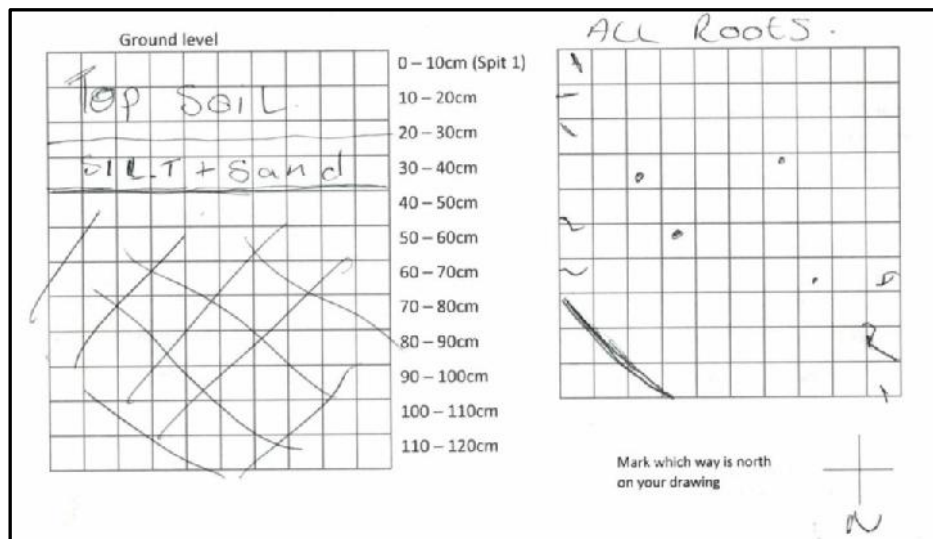 Ground level
TOP SOIL
SILT + Sand
0 – 10cm (Spit 1)
10 – 20cm
20 – 30cm
30 – 40cm
40 – 50cm
50 – 60cm
60 – 70cm
70 – 80cm
80 – 90cm
90 – 100cm
100 – 110cm
110 – 120cm
ALL ROOTS.
Mark which way is north
on your drawing
N